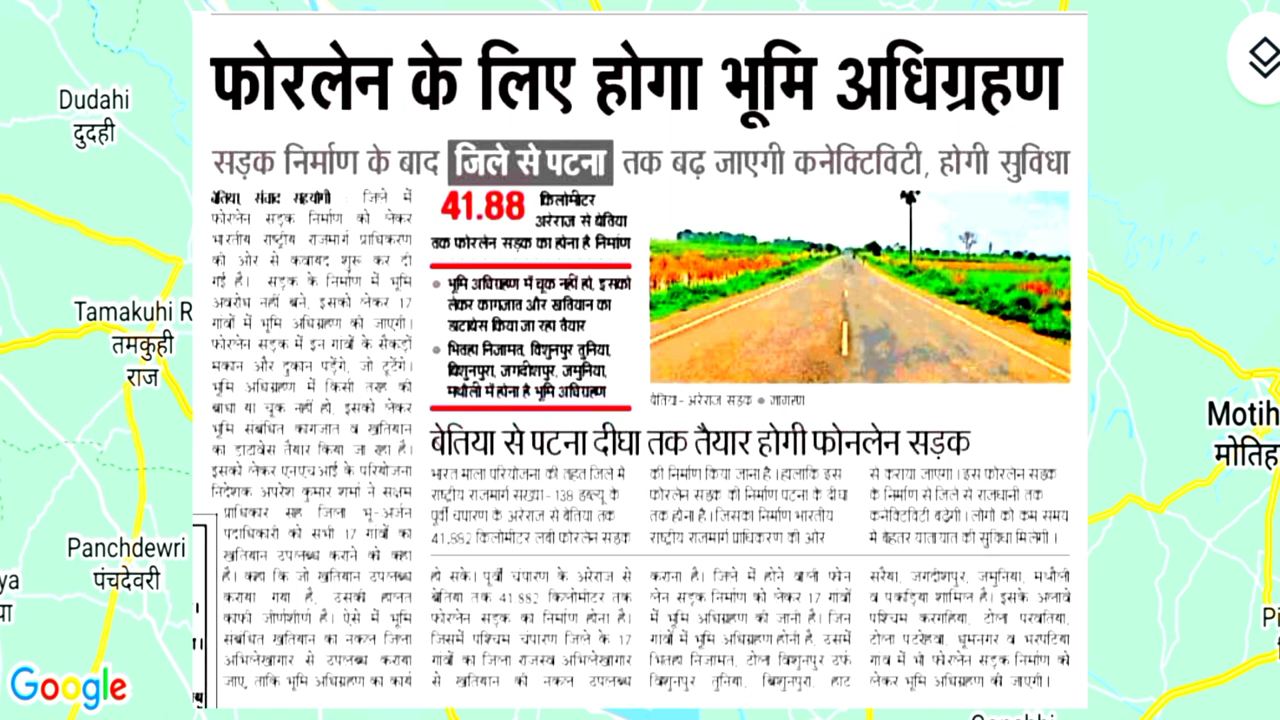 फोरलेन के लिए होगा भूमि अधिग्रहण
सड़क निर्माण के बाद जिले से पटना तक बढ़ जाएगी कनेक्टिविटी, होगी सुविधा
बेतिया, संवाद सहयोगी : जिले में
फोरलेन सड़क निर्माण को लेकर
भारतीय राष्ट्रीय राजमार्ग प्राधिकरण
की ओर से कवायद शुरू कर दी
गई है। सड़क के निर्माण में भूमि
अवरोध नहीं बने, इसको लेकर 17
गांवों में भूमि अधिग्रहण की जाएगी।
फोरलेन सड़क में इन गांवों के सैकड़ों
मकान और दुकान पड़ेंगे, जो टूटेंगे।
भूमि अधिग्रहण में किसी तरह की
बाधा या चूक नहीं हो, इसको लेकर
भूमि संबंधित कागजात व खतियान
का डाटाबेस तैयार किया जा रहा है।
इसको लेकर एनएचआई के परियोजना
निदेशक अपरेश कुमार शर्मा ने सक्षम
प्राधिकार सह जिला भू-अर्जन
पदाधिकारी को सभी 17 गांवों का
खतियान उपलब्ध कराने को कहा
है। कहा कि जो खतियान उपलब्ध
कराया गया है, उसकी हालत
काफी जीर्णशीर्ण है। ऐसे में भूमि
संबंधित खतियान का नकल जिला
अभिलेखागार से उपलब्ध कराया
जाए, ताकि भूमि अधिग्रहण का कार्य
41.88 किलोमीटर
अरेराज से बेतिया
तक फोरलेन सड़क का होना है निर्माण
भूमि अधिग्रहण में चूक नहीं हो, इसको
लेकर कागजात और खतियान का
डाटाबेस किया जा रहा तैयार
भितहा निजामत, विशुनपुर तुनिया,
बिशुनपुरा, जगदीशपुर, जमुनिया,
मथौली में होना है भूमि अधिग्रहण
बेतिया- अरेराज सड़क ● जागरण
बेतिया से पटना दीघा तक तैयार होगी फोनलेन सड़क
भारत माला परियोजना की तहत जिले में
राष्ट्रीय राजमार्ग संख्या- 138 डब्ल्यू के
पूर्वी चंपारण के अरेराज से बेतिया तक
41.882 किलोमीटर लंबी फोरलेन सड़क
की निर्माण किया जाना है। हालांकि इस
फोरलेन सड़क की निर्माण पटना के दीघा
तक होना है। जिसका निर्माण भारतीय
राष्ट्रीय राजमार्ग प्राधिकरण की ओर
से कराया जाएगा। इस फोरलेन सड़क
के निर्माण से जिले से राजधानी तक
कनेक्टिविटी बढ़ेगी। लोगों को कम समय
में बेहतर यातायात की सुविधा मिलेगी।
हो सके। पूर्वी चंपारण के अरेराज से
बेतिया तक 41.882 किलोमीटर तक
फोरलेन सड़क का निर्माण होना है।
जिसमें पश्चिम चंपारण जिले के 17
गांवों का जिला राजस्व अभिलेखागार
से खतियान की नकल उपलब्ध
कराना है। जिले में होने वाली फोन
लेन सड़क निर्माण को लेकर 17 गांवों
में भूमि अधिग्रहण की जानी है। जिन
गांवों में भूमि अधिग्रहण होनी है, उसमें
भितहा निजामत, टोला विशुनपुर उर्फ
विशुनपुर तुनिया, बिशुनपुरा, हाट
सरैया, जगदीशपुर, जमुनिया, मथौली
व पकड़िया शामिल है। इसके अलावे
पश्चिम करगहिया, टोला परवतिया,
टोला पटरहवा, धूमनगर व भरपटिया
गांव में भी फोरलेन सड़क निर्माण को
लेकर भूमि अधिग्रहण की जाएगी।
Dudahi
दुदही
Tamakuhi R
तमकुही
राज
Panchdewri
पंचदेवरी
ya
Google
Motih
मोतिह